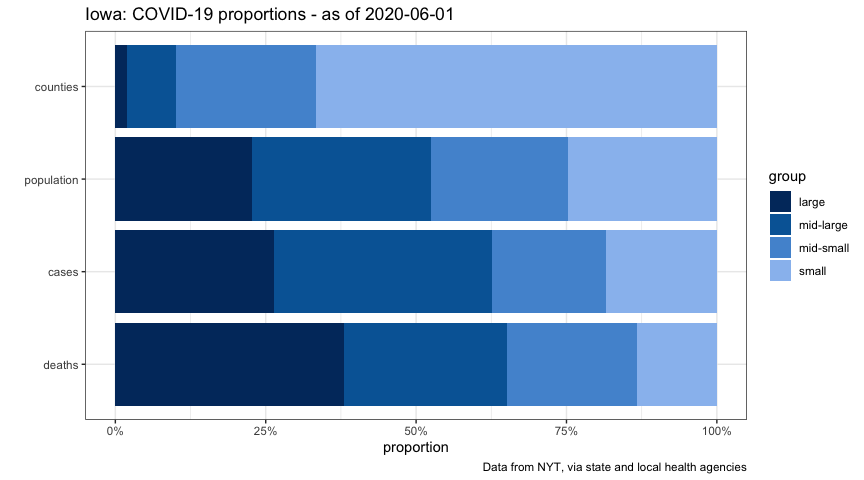 Iowa: COVID-19 proportions - as of 2020-06-01
counties
population
cases
deaths
0%
25%
50%
75%
100%
proportion
group
large
mid-large
mid-small
small
Data from NYT, via state and local health agencies